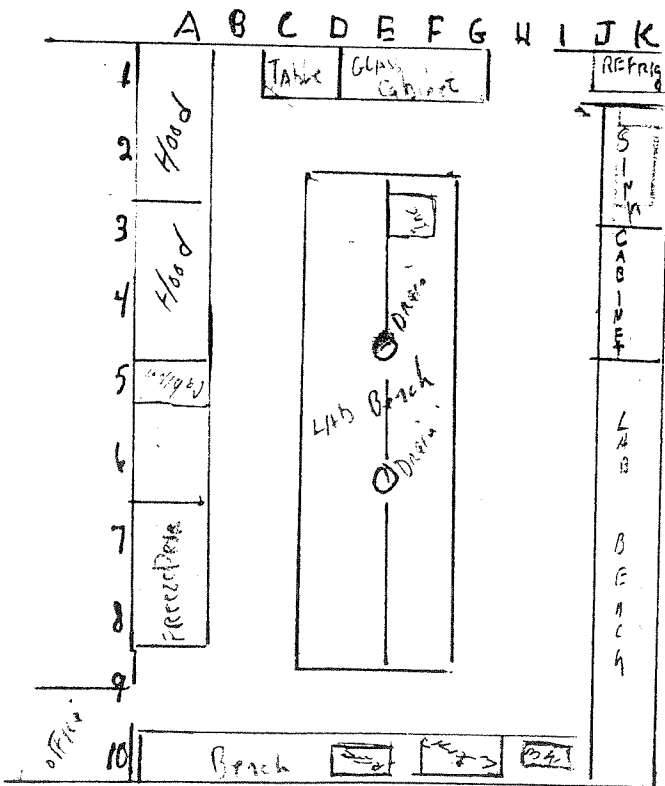 A B C D E F G H I J K
1
Table
Glass
Cabinet
REFRIG
2
Hood
SINK
3
Hood
CABINET
4
Drain
5
LAB Bench
LAB BENCH
6
Drain
7
8
9
Office
10
Bench